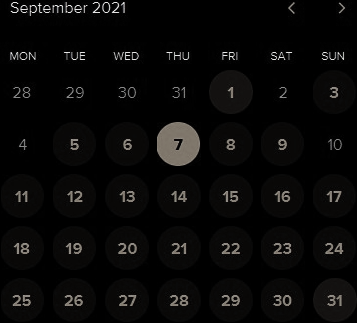 September 2021
MON TUE WED THU FRI SAT SUN
28 29 30 31 1 2 3
4 5 6 7 8 9 10
11 12 13 14 15 16 17
18 19 20 21 22 23 24
25 26 27 28 29 30 31